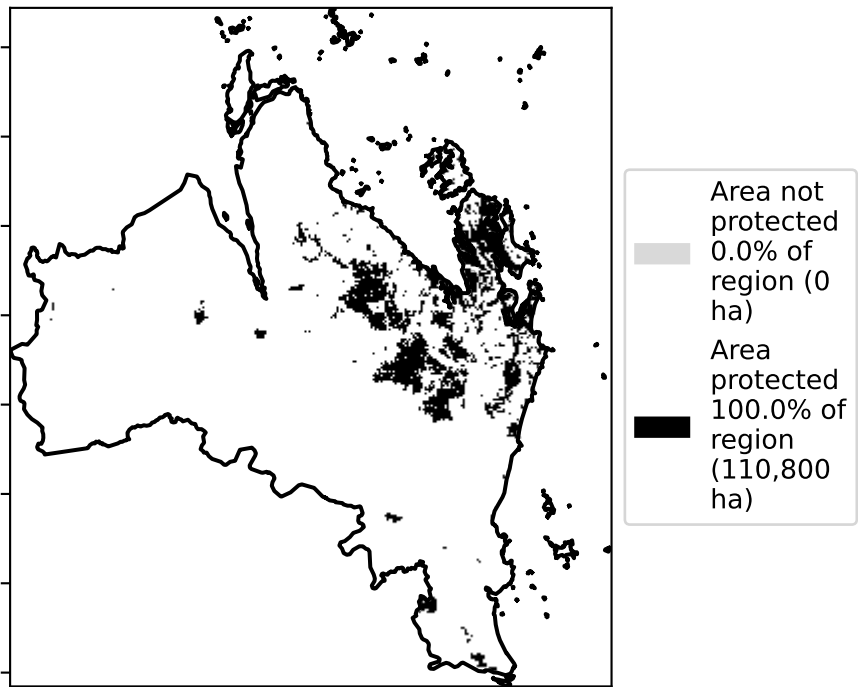 Area not
protected
0.0% of
region (0
ha)
Area
protected
100.0% of
region
(110,800
ha)